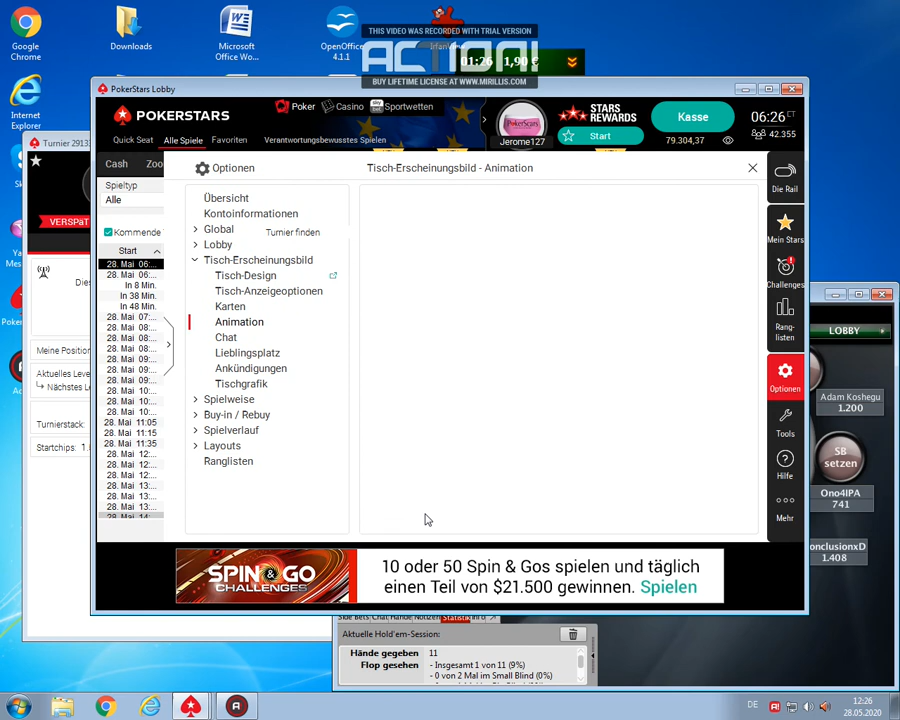 Google
Chrome
Downloads
Microsoft
Office Wo...
OpenOffice
4.1.1
THIS VIDEO WAS RECORDED WITH TRIAL VERSION
ACTION!
01:26 1,90 €
BUY LIFETIME LICENSE AT WWW.MIRILLIS.COM
Internet
Explorer
PokerStars Lobby
POKERSTARS
Poker
Casino
Sportwetten
Quick Seat
Alle Spiele
Favoriten
Verantwortungsbewusstes Spielen
Jerome127
STARS
REWARDS
Start
Kasse
79.304,37
06:26 ET
42.355
Turnier 2913
VERSPÄT
Cash
Spieltyp
Alle
Kommende
Start
28. Mai 06:...
28. Mai 06:...
In 8 Min.
In 38 Min.
In 48 Min.
28. Mai 07:...
28. Mai 08:...
28. Mai 08:...
28. Mai 08:...
28. Mai 09:...
28. Mai 09:...
28. Mai 10:...
28. Mai 10:...
28. Mai 11:05
28. Mai 11:15
28. Mai 11:35
28. Mai 12:...
28. Mai 12:...
28. Mai 12:...
28. Mai 13:...
28. Mai 13:...
28. Mai 14:...
Meine Position
Aktuelles Level
Nächstes Le
Turnierstack:
Startchips:
Optionen
Übersicht
Kontoinformationen
Global
Turnier finden
Lobby
Tisch-Erscheinungsbild
Tisch-Design
Tisch-Anzeigeoptionen
Karten
Animation
Chat
Lieblingsplatz
Ankündigungen
Tischgrafik
Spielweise
Buy-in / Rebuy
Spielverlauf
Layouts
Ranglisten
Tisch-Erscheinungsbild - Animation
Die Rail
Mein Stars
Challenges
Rang-
listen
Optionen
Tools
Hilfe
Mehr
LOBBY
Adam Koshegu
1.200
SB
setzen
Ono4IPA
741
onclusionxD
1.408
SPIN & GO
CHALLENGES
10 oder 50 Spin & Gos spielen und täglich
einen Teil von $21.500 gewinnen. Spielen
Aktuelle Hold'em-Session:
Hände gegeben
11
Flop gesehen
- Insgesamt 1 von 11 (9%)
- 0 von 2 Mal im Small Blind (0%)
DE
12:26
28.05.2020